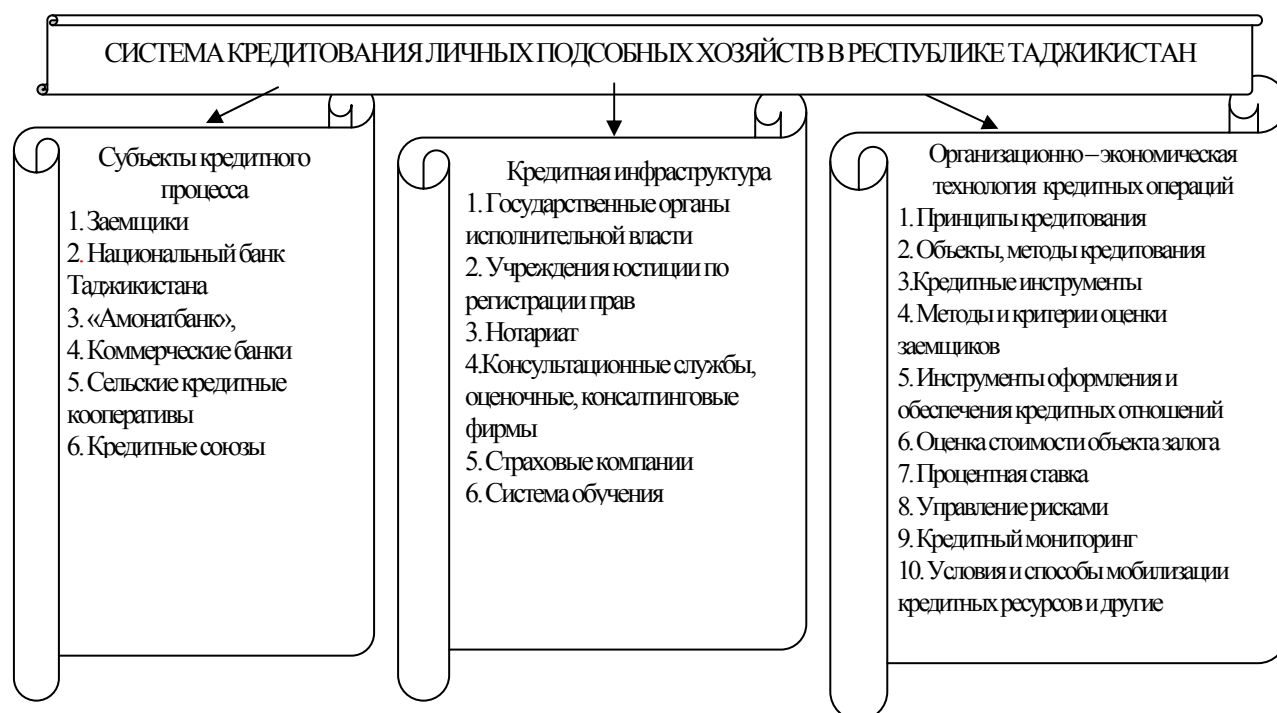 СИСТЕМА КРЕДИТОВАНИЯ ЛИЧНЫХ ПОДСОБНЫХ ХОЗЯЙСТВ В РЕСПУБЛИКЕ ТАДЖИКИСТАН
Субъекты кредитного
процесса
1. Заемщики
2. Национальный банк
Таджикистана
3. «Амонатбанк»,
4. Коммерческие банки
5. Сельские кредитные
кооперативы
6. Кредитные союзы
Кредитная инфраструктура
1. Государственные органы
исполнительной власти
2. Учреждения юстиции по
регистрации прав
3. Нотариат
4.Консультационные службы,
оценочные, консалтинговые
фирмы
5. Страховые компании
6. Система обучения
Организационно – экономическая
технология кредитных операций
1. Принципы кредитования
2. Объекты, методы кредитования
3.Кредитные инструменты
4. Методы и критерии оценки
заемщиков
5. Инструменты оформления и
обеспечения кредитных отношений
6. Оценка стоимости объекта залога
7. Процентная ставка
8. Управление рисками
9. Кредитный мониторинг
10. Условия и способы мобилизации
кредитных ресурсов и другие